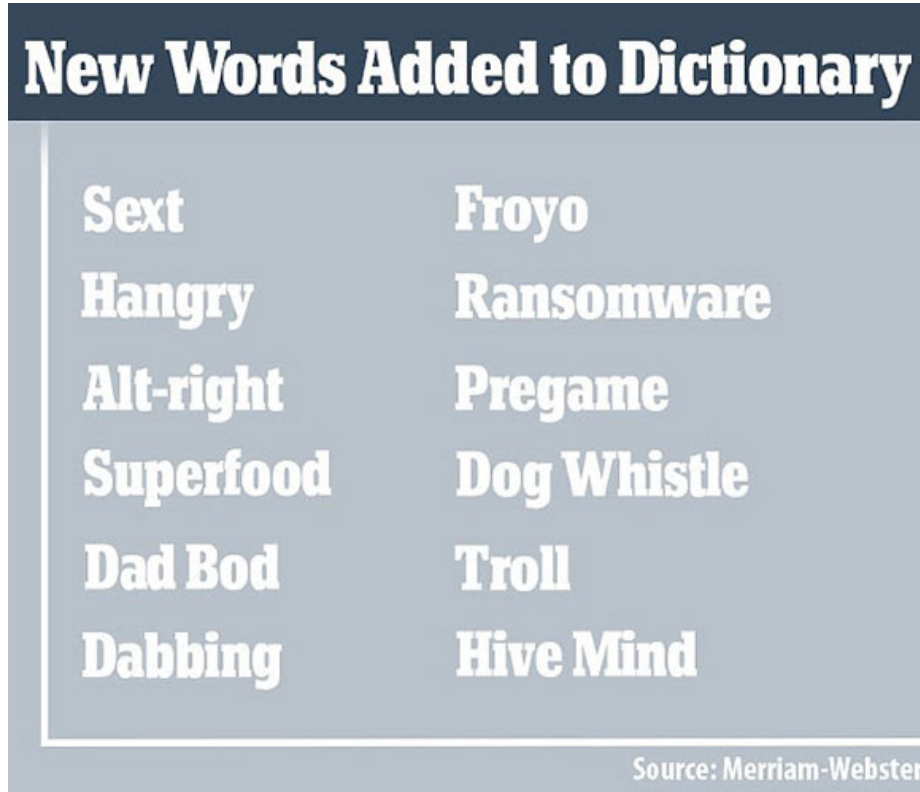 New Words Added to Dictionary
Sext
Hangry
Alt-right
Superfood
Dad Bod
Dabbing
Froyo
Ransomware
Pregame
Dog Whistle
Troll
Hive Mind
Source: Merriam-Webster